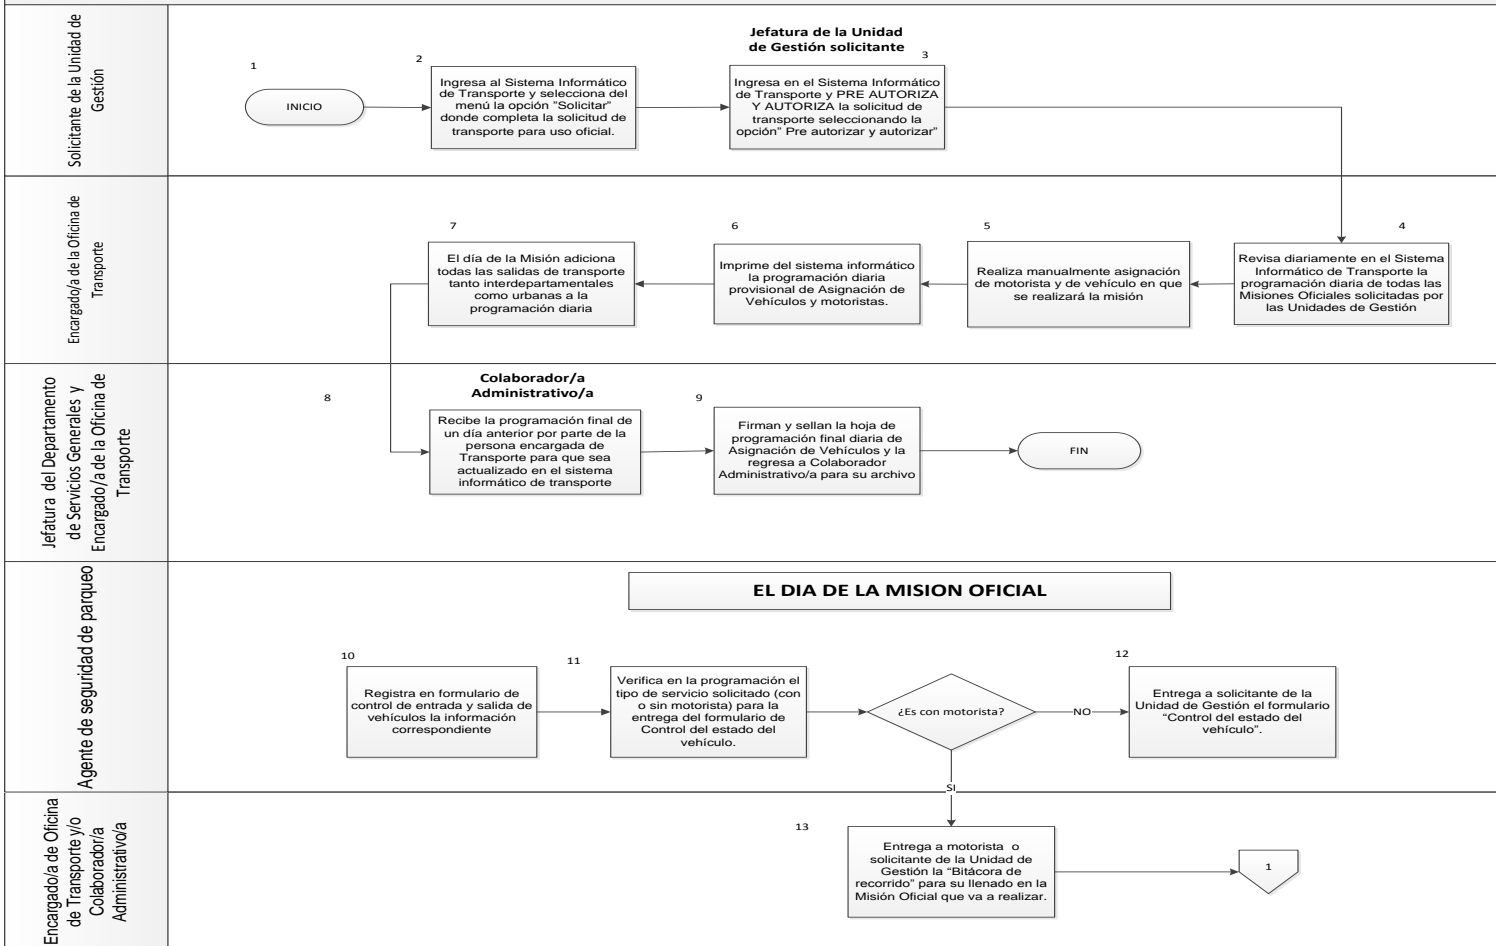 Solicitante de la Unidad de
Gestión
1
INICIO
2
Ingresa al Sistema Informático
de Transporte y selecciona del
menú la opción "Solicitar"
donde completa la solicitud de
transporte para uso oficial.
Jefatura de la Unidad
de Gestión solicitante
3
Ingresa en el Sistema Informático
de Transporte y PRE AUTORIZA
Y AUTORIZA la solicitud de
transporte seleccionando la
opción" Pre autorizar y autorizar"
Encargado/a de la Oficina de
Transporte
4
Revisa diariamente en el Sistema
Informático de Transporte la
programación diaria de todas las
Misiones Oficiales solicitadas por
las Unidades de Gestión
5
Realiza manualmente asignación
de motorista y de vehículo en que
se realizará la misión
6
Imprime del sistema informático
la programación diaria
provisional de Asignación de
Vehículos y motoristas.
7
El día de la Misión adiciona
todas las salidas de transporte
tanto interdepartamentales
como urbanas a la
programación diaria
Jefatura del Departamento
de Servicios Generales y
Encargado/a de la Oficina de
Transporte
8
Colaborador/a
Administrativo/a
Recibe la programación final de
un día anterior por parte de la
persona encargada de
Transporte para que sea
actualizado en el sistema
informático de transporte
9
Firman y sellan la hoja de
programación final diaria de
Asignación de Vehículos y la
regresa a Colaborador
Administrativo/a para su archivo
FIN
Agente de seguridad de parqueo
EL DIA DE LA MISION OFICIAL
10
Registra en formulario de
control de entrada y salida de
vehículos la información
correspondiente
11
Verifica en la programación el
tipo de servicio solicitado (con
o sin motorista) para la
entrega del formulario de
Control del estado del
vehículo.
¿Es con motorista?
NO
12
Entrega a solicitante de la
Unidad de Gestión el formulario
"Control del estado del
vehículo".
SI
Encargado/a de Oficina
de Transporte y/o
Colaborador/a
Administrativo/a
13
Entrega a motorista o
solicitante de la Unidad de
Gestión la "Bitácora de
recorrido" para su llenado en la
Misión Oficial que va a realizar.
1